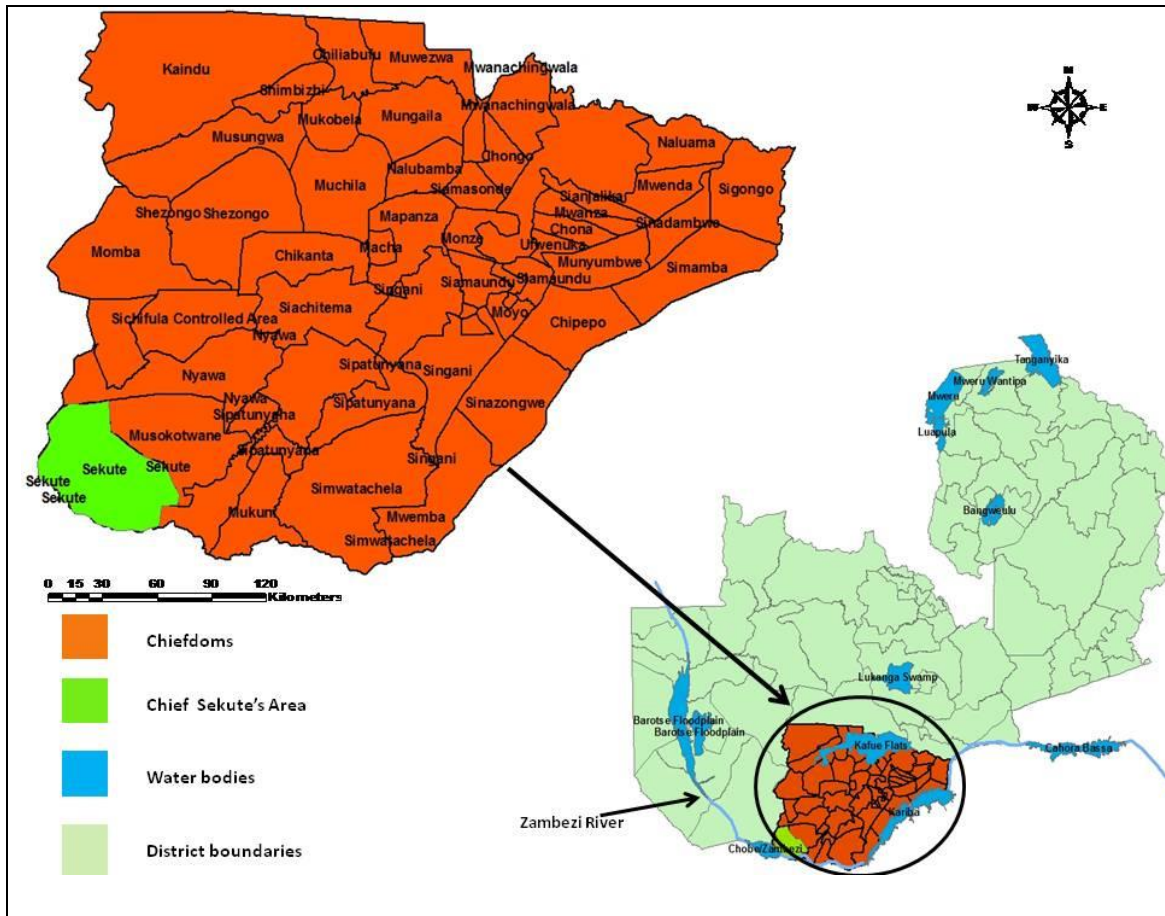 Kaindu
Chiliabufu
Muwezwa
Mwanachingwala
Shimbizhi
Mwanachingwala
Mukobela
Mungaila
Musungwa
Naluama
Chongo
Nalubamba
Muchila
Mwenda
Siamasonde
Sigongo
Sianjalika
Shezongo
Shezongo
Mapanza
Mwanza
Sinadambwe
Chona
Monze
Ufwenuka
Momba
Macha
Chikanta
Munyumbwe
Simamba
Siamaundu
Singani
Siamaundu
Siachitema
Moyo
Chipepo
Sichifula Controlled Area
Nyawa
Sipatunyana
Singani
Nyawa
Nyawa
Sipatunyana
Sipatunyana
Sinazongwe
Musokotwane
Sipatunyana
Singani
Sekute
Sekute
Sekute
Sekute
Simwatachela
Mukuni
Mwemba
Simwatachela
N
W
E
S
0 15 30 60 90 120
Kilometers
Chiefdoms
Chief Sekute's Area
Water bodies
District boundaries
Tanganyika
Mweru Wantipa
Mweru
Luapula
Bangweulu
Lukanga Swamp
Barotse Floodplain
Barotse Floodplain
Kafue Flats
Cahora Bassa
Kariba
Zambezi River
Chobe/Zambezi